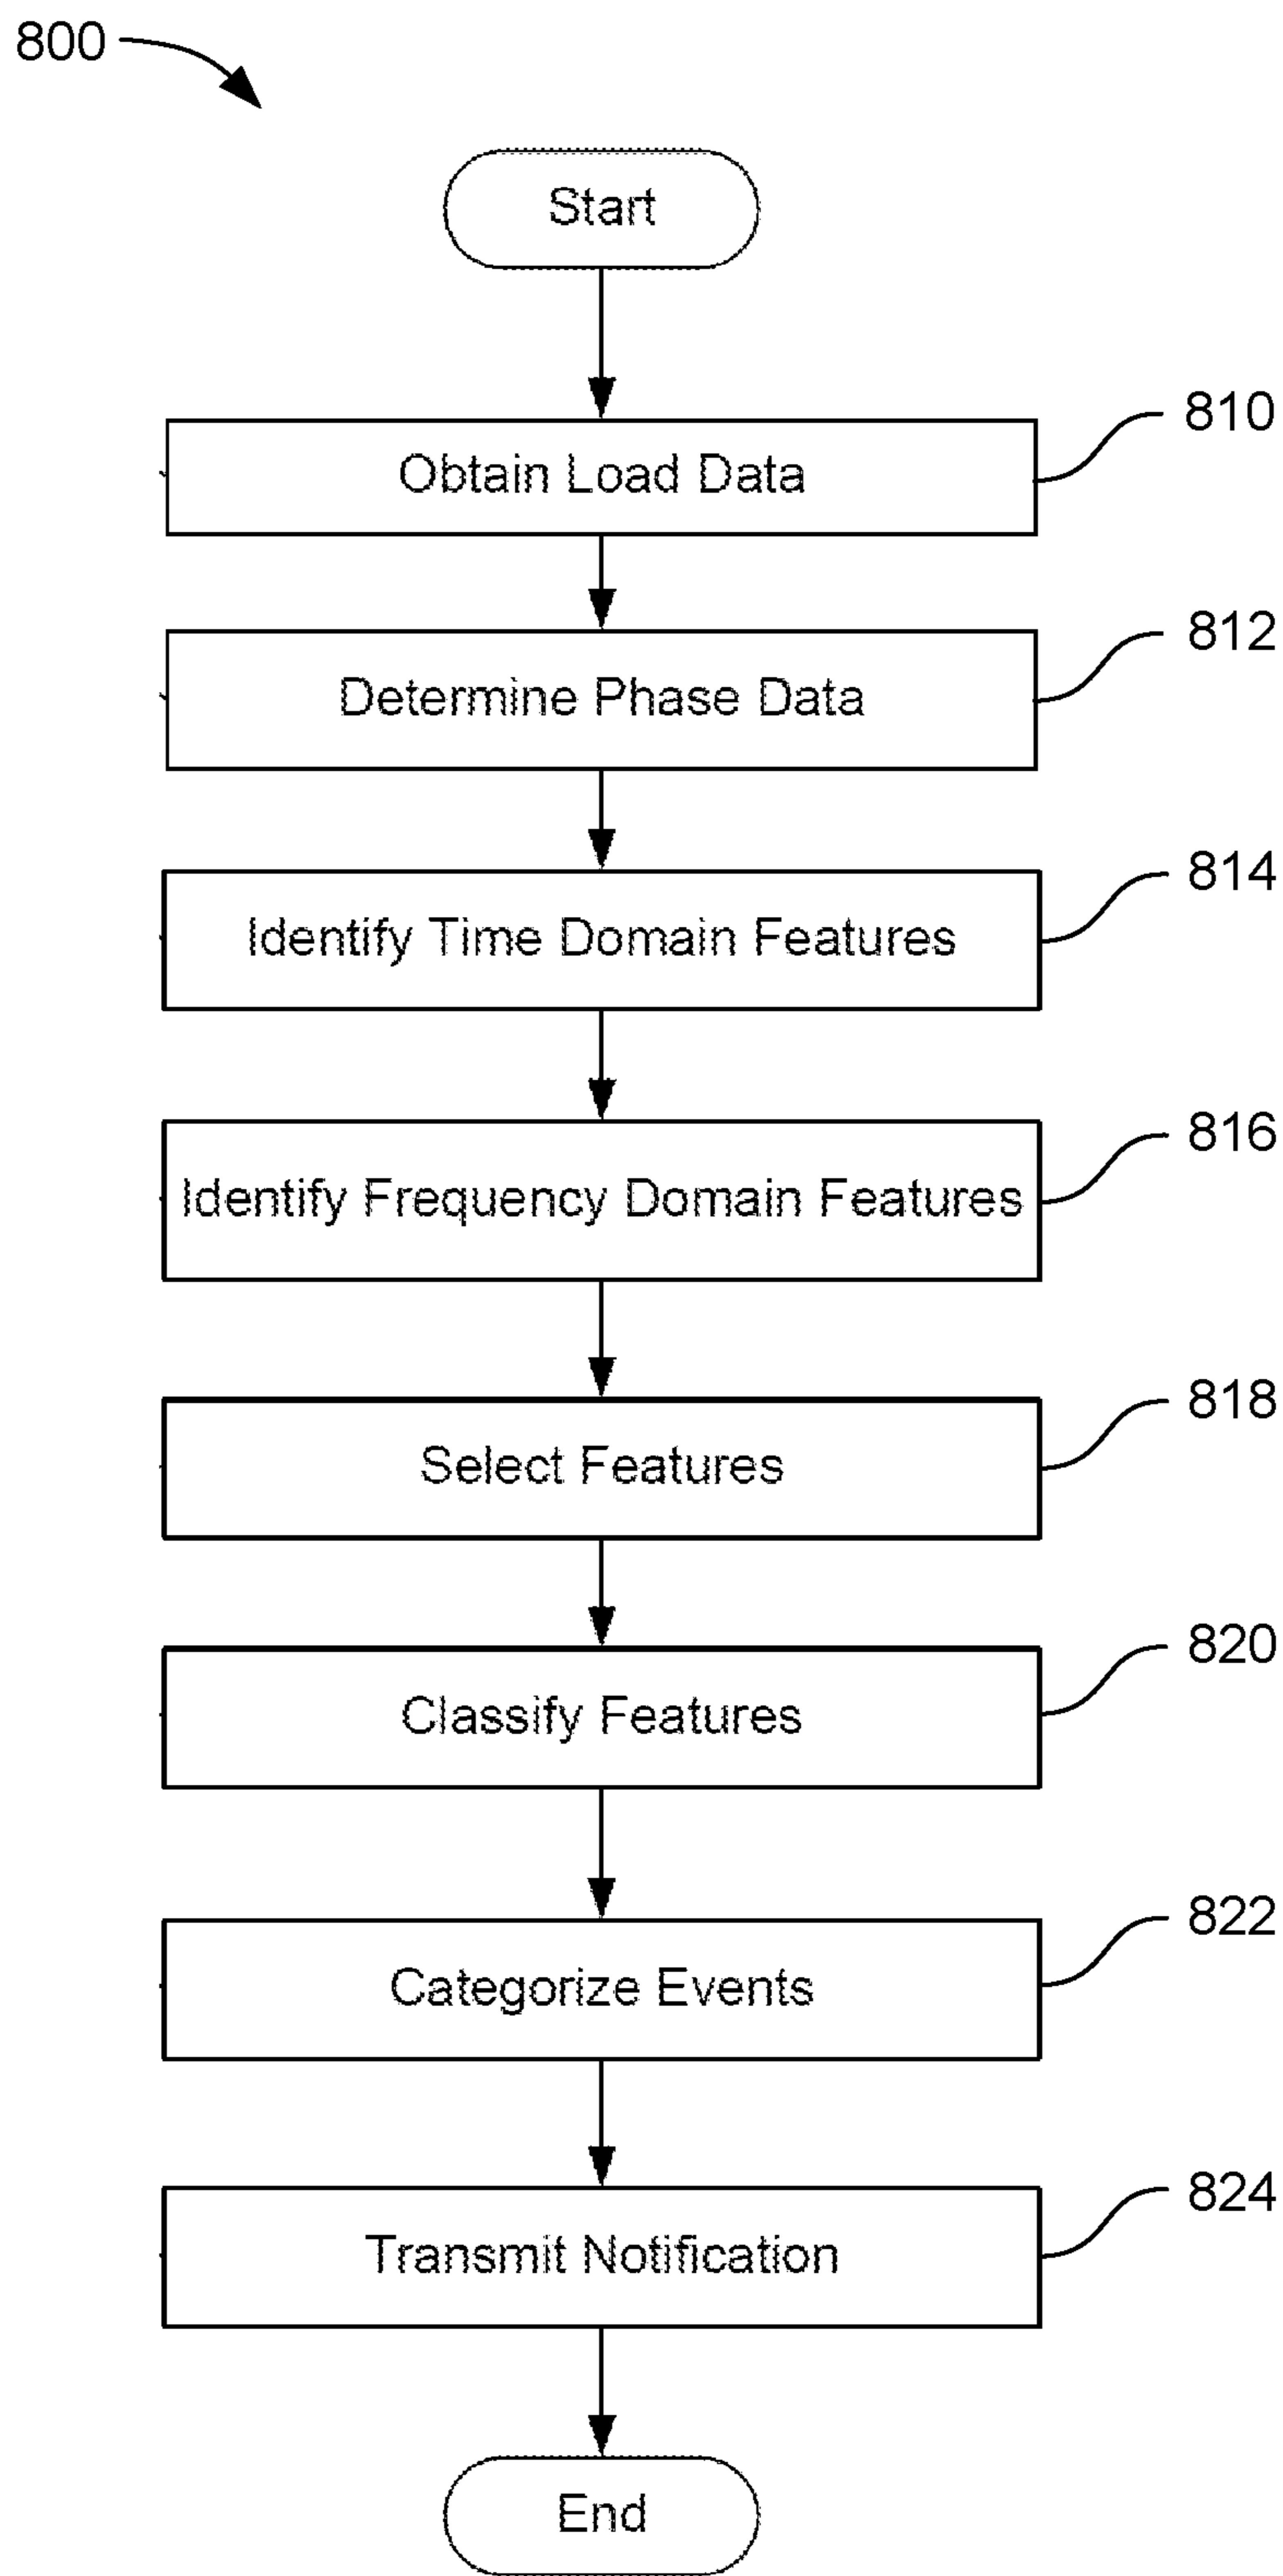 800
Start
Obtain Load Data
810
Determine Phase Data
812
Identify Time Domain Features
814
Identify Frequency Domain Features
816
Select Features
818
Classify Features
820
Categorize Events
822
Transmit Notification
824
End